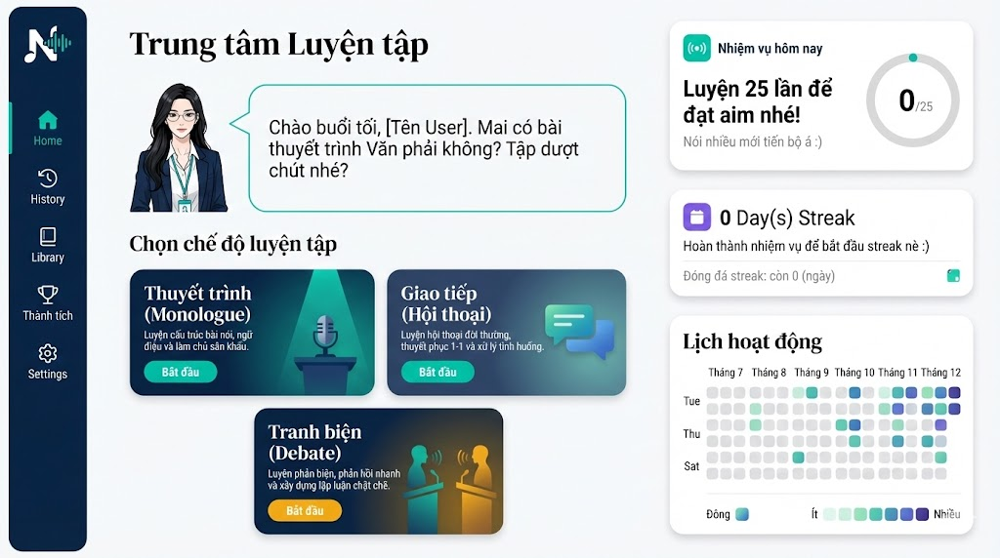 N
Home
History
Library
Thành tích
Settings
Trung tâm Luyện tập
Chào buổi tối, [Tên User]. Mai có bài
thuyết trình Văn phải không? Tập dượt
chút nhé?
Chọn chế độ luyện tập
Thuyết trình
(Monologue)
Luyện cấu trúc bài nói, ngữ
điệu và làm chủ sân khấu.
Bắt đầu
Giao tiếp
(Hội thoại)
Luyện hội thoại đời thường,
thuyết phục 1-1 và xử lý tình huống.
Bắt đầu
Tranh biện
(Debate)
Luyện phản biện, phản hồi nhanh
và xây dựng lập luận chặt chẽ.
Bắt đầu
Nhiệm vụ hôm nay
Luyện 25 lần để
đạt aim nhé!
Nói nhiều mới tiến bộ á :)
0/25
0 Day(s) Streak
Hoàn thành nhiệm vụ để bắt đầu streak nè :)
Đóng đá streak: còn 0 (ngày)
Lịch hoạt động
Tháng 7 Tháng 8 Tháng 9 Tháng 10 Tháng 11 Tháng 12
Tue
Thu
Sat
Đông
Ít
Nhiều